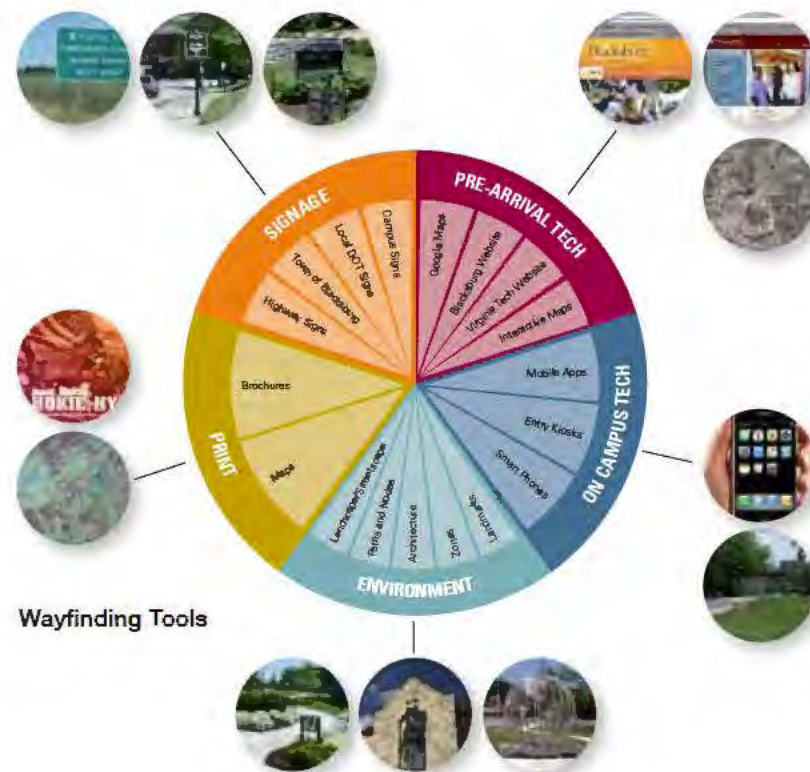 SIGNAGE
Highway Signs
Town of Blacksburg
Local DOT Signs
Campus Signs
PRE-ARRIVAL TECH
Google Maps
Blacksburg Website
Virginia Tech Website
Interactive Maps
ON CAMPUS TECH
Mobile Apps
Entry Kiosks
Smart Phones
ENVIRONMENT
Landmarks
Zones
Architecture
Paths and Nodes
Landscape/Streetscape
PRINT
Maps
Brochures
Wayfinding Tools